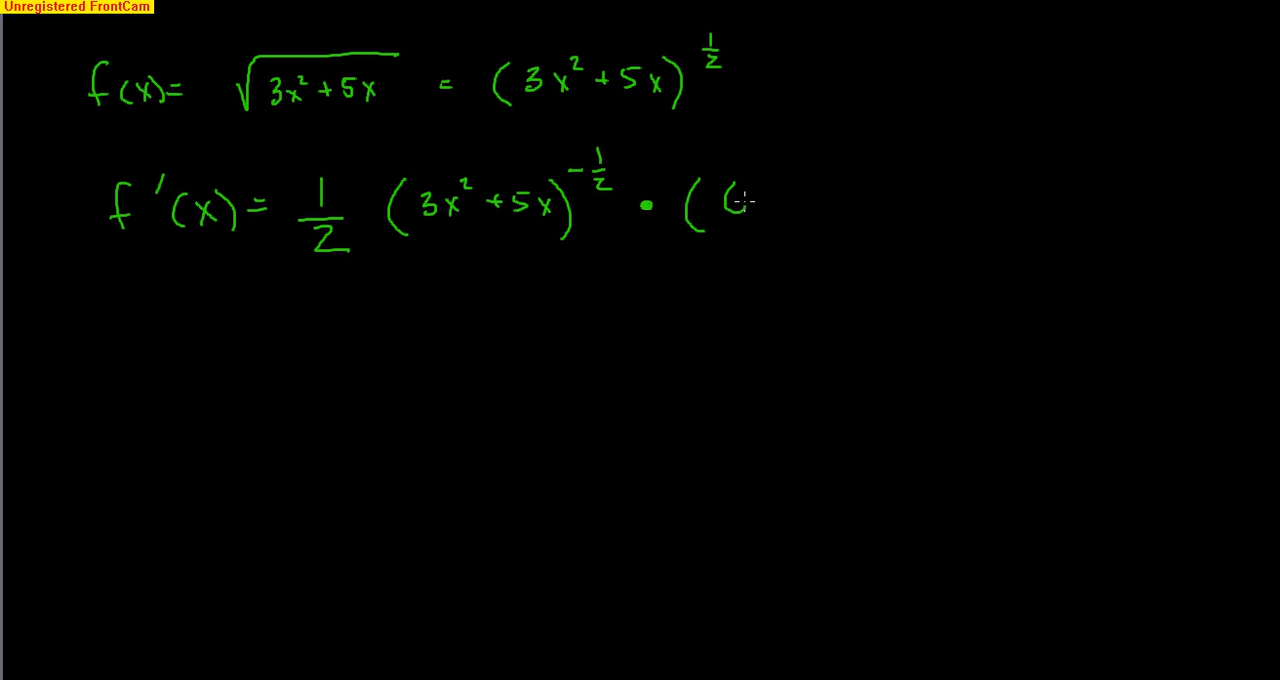 Unregistered FrontCam
f(x)= √(3x²+5x) = (3x²+5x)^(1/2)
f'(x)= 1/2 (3x²+5x)^(-1/2) • (